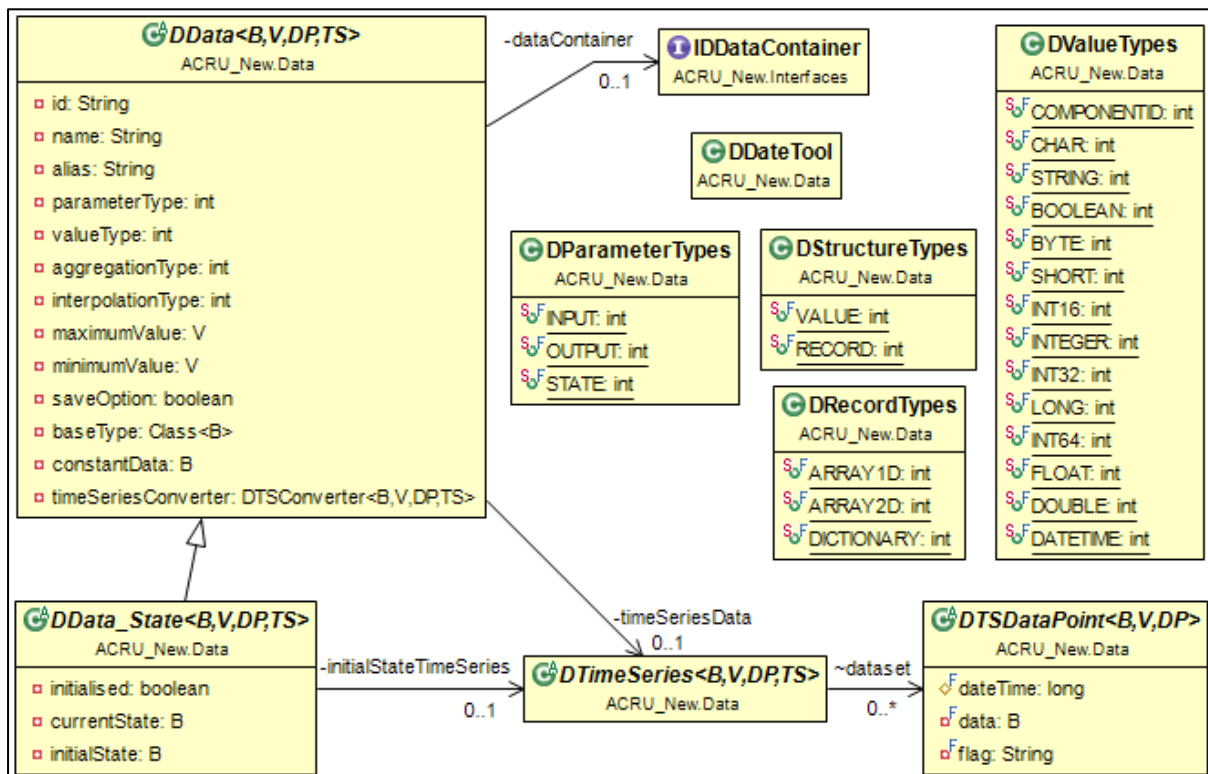 DData<B,V,DP,TS>
ACRU_New.Data
id: String
name: String
alias: String
parameterType: int
valueType: int
aggregationType: int
interpolationType: int
maximumValue: V
minimumValue: V
saveOption: boolean
baseType: Class<B>
constantData: B
timeSeriesConverter: DTSConverter<B,V,DP,TS>
-dataContainer
0..1
IDDataContainer
ACRU_New.Interfaces
DDateTool
ACRU_New.Data
DParameterTypes
ACRU_New.Data
INPUT: int
OUTPUT: int
STATE: int
DStructureTypes
ACRU_New.Data
VALUE: int
RECORD: int
DRecordTypes
ACRU_New.Data
ARRAY1D: int
ARRAY2D: int
DICTIONARY: int
DValueTypes
ACRU_New.Data
COMPONENTID: int
CHAR: int
STRING: int
BOOLEAN: int
BYTE: int
SHORT: int
INT16: int
INTEGER: int
INT32: int
LONG: int
INT64: int
FLOAT: int
DOUBLE: int
DATETIME: int
DData_State<B,V,DP,TS>
ACRU_New.Data
initialised: boolean
currentState: B
initialState: B
-initialStateTimeSeries
0..1
-timeSeriesData
0..1
DTimeSeries<B,V,DP,TS>
ACRU_New.Data
~dataset
0..*
DTSDataPoint<B,V,DP>
ACRU_New.Data
dateTime: long
data: B
flag: String